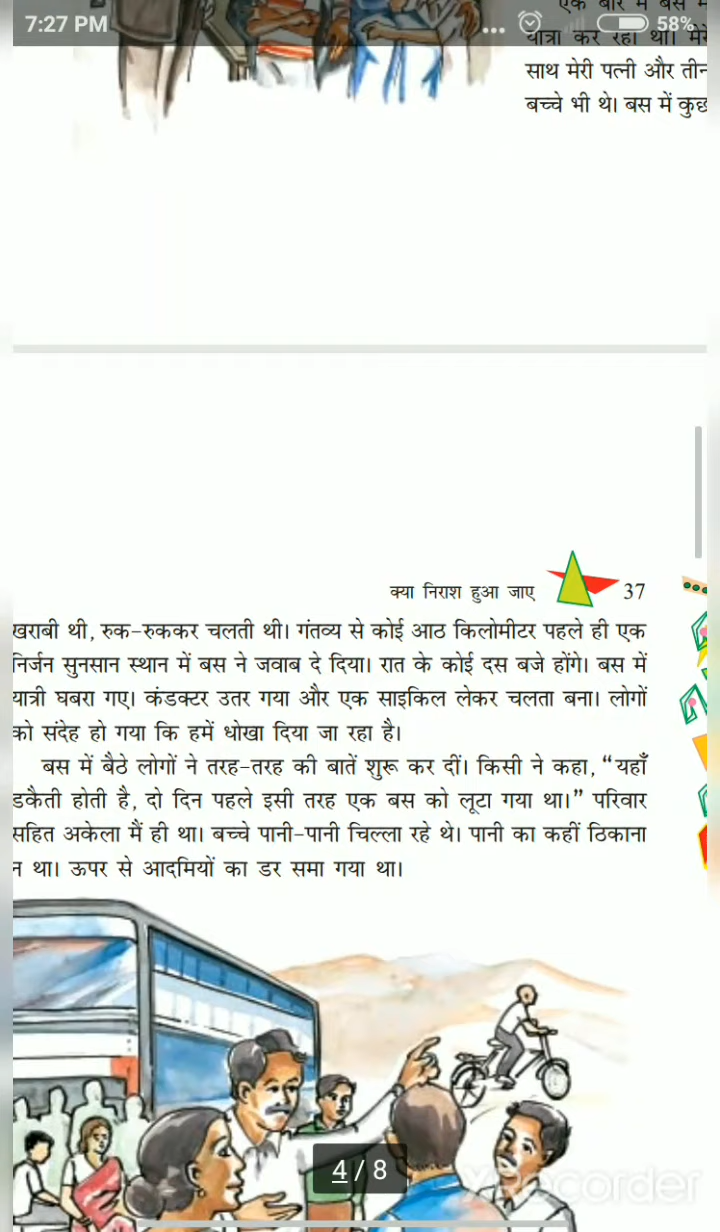 7:27 PM
58%
एक बार मैं बस में
यात्रा कर रहा था। मेरे
साथ मेरी पत्नी और तीन
बच्चे भी थे। बस में कुछ
क्या निराश हुआ जाए 37
खराबी थी, रुक-रुककर चलती थी। गंतव्य से कोई आठ किलोमीटर पहले ही एक
निर्जन सुनसान स्थान में बस ने जवाब दे दिया। रात के कोई दस बजे होंगे। बस में
यात्री घबरा गए। कंडक्टर उतर गया और एक साइकिल लेकर चलता बना। लोगों
को संदेह हो गया कि हमें धोखा दिया जा रहा है।
बस में बैठे लोगों ने तरह-तरह की बातें शुरू कर दीं। किसी ने कहा, “यहाँ
डकैती होती है, दो दिन पहले इसी तरह एक बस को लूटा गया था।” परिवार
सहित अकेला मैं ही था। बच्चे पानी-पानी चिल्ला रहे थे। पानी का कहीं ठिकाना
न था। ऊपर से आदमियों का डर समा गया था।
4 / 8
XRecorder